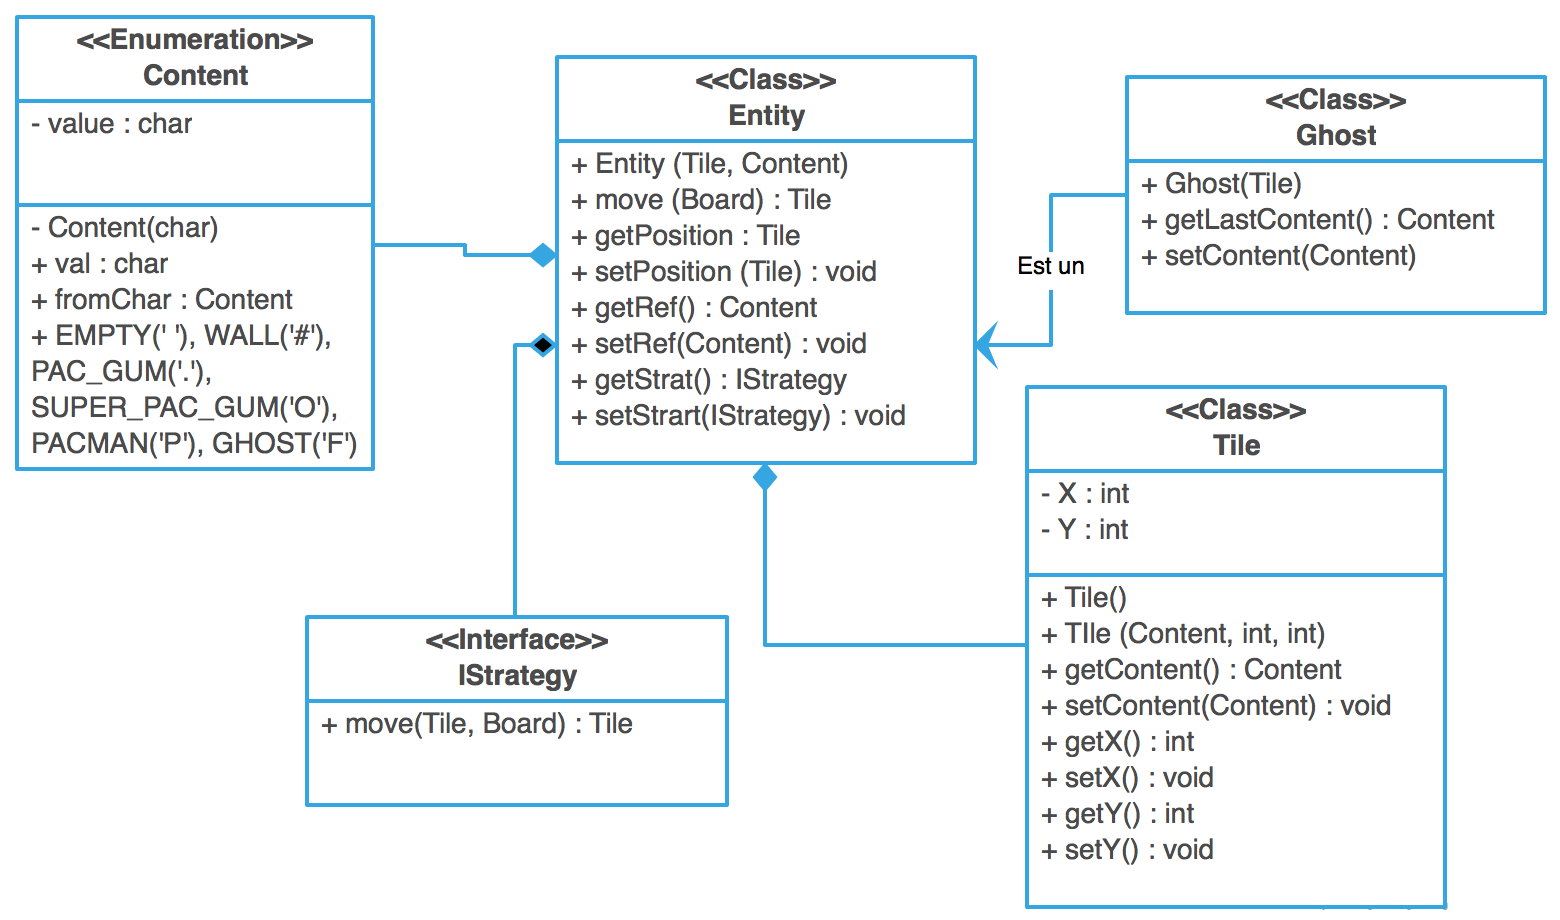 <<Enumeration>>
Content
- value : char
- Content(char)
+ val : char
+ fromChar : Content
+ EMPTY(' '), WALL('#'),
PAC_GUM('.'),
SUPER_PAC_GUM('O'),
PACMAN('P'), GHOST('F')
<<Class>>
Entity
+ Entity (Tile, Content)
+ move (Board) : Tile
+ getPosition : Tile
+ setPosition (Tile) : void
+ getRef() : Content
+ setRef(Content) : void
+ getStrat() : IStrategy
+ setStrart(IStrategy) : void
<<Class>>
Ghost
+ Ghost(Tile)
+ getLastContent() : Content
+ setContent(Content)
Est un
<<Interface>>
IStrategy
+ move(Tile, Board) : Tile
<<Class>>
Tile
- X : int
- Y : int
+ Tile()
+ TIle (Content, int, int)
+ getContent() : Content
+ setContent(Content) : void
+ getX() : int
+ setX() : void
+ getY() : int
+ setY() : void